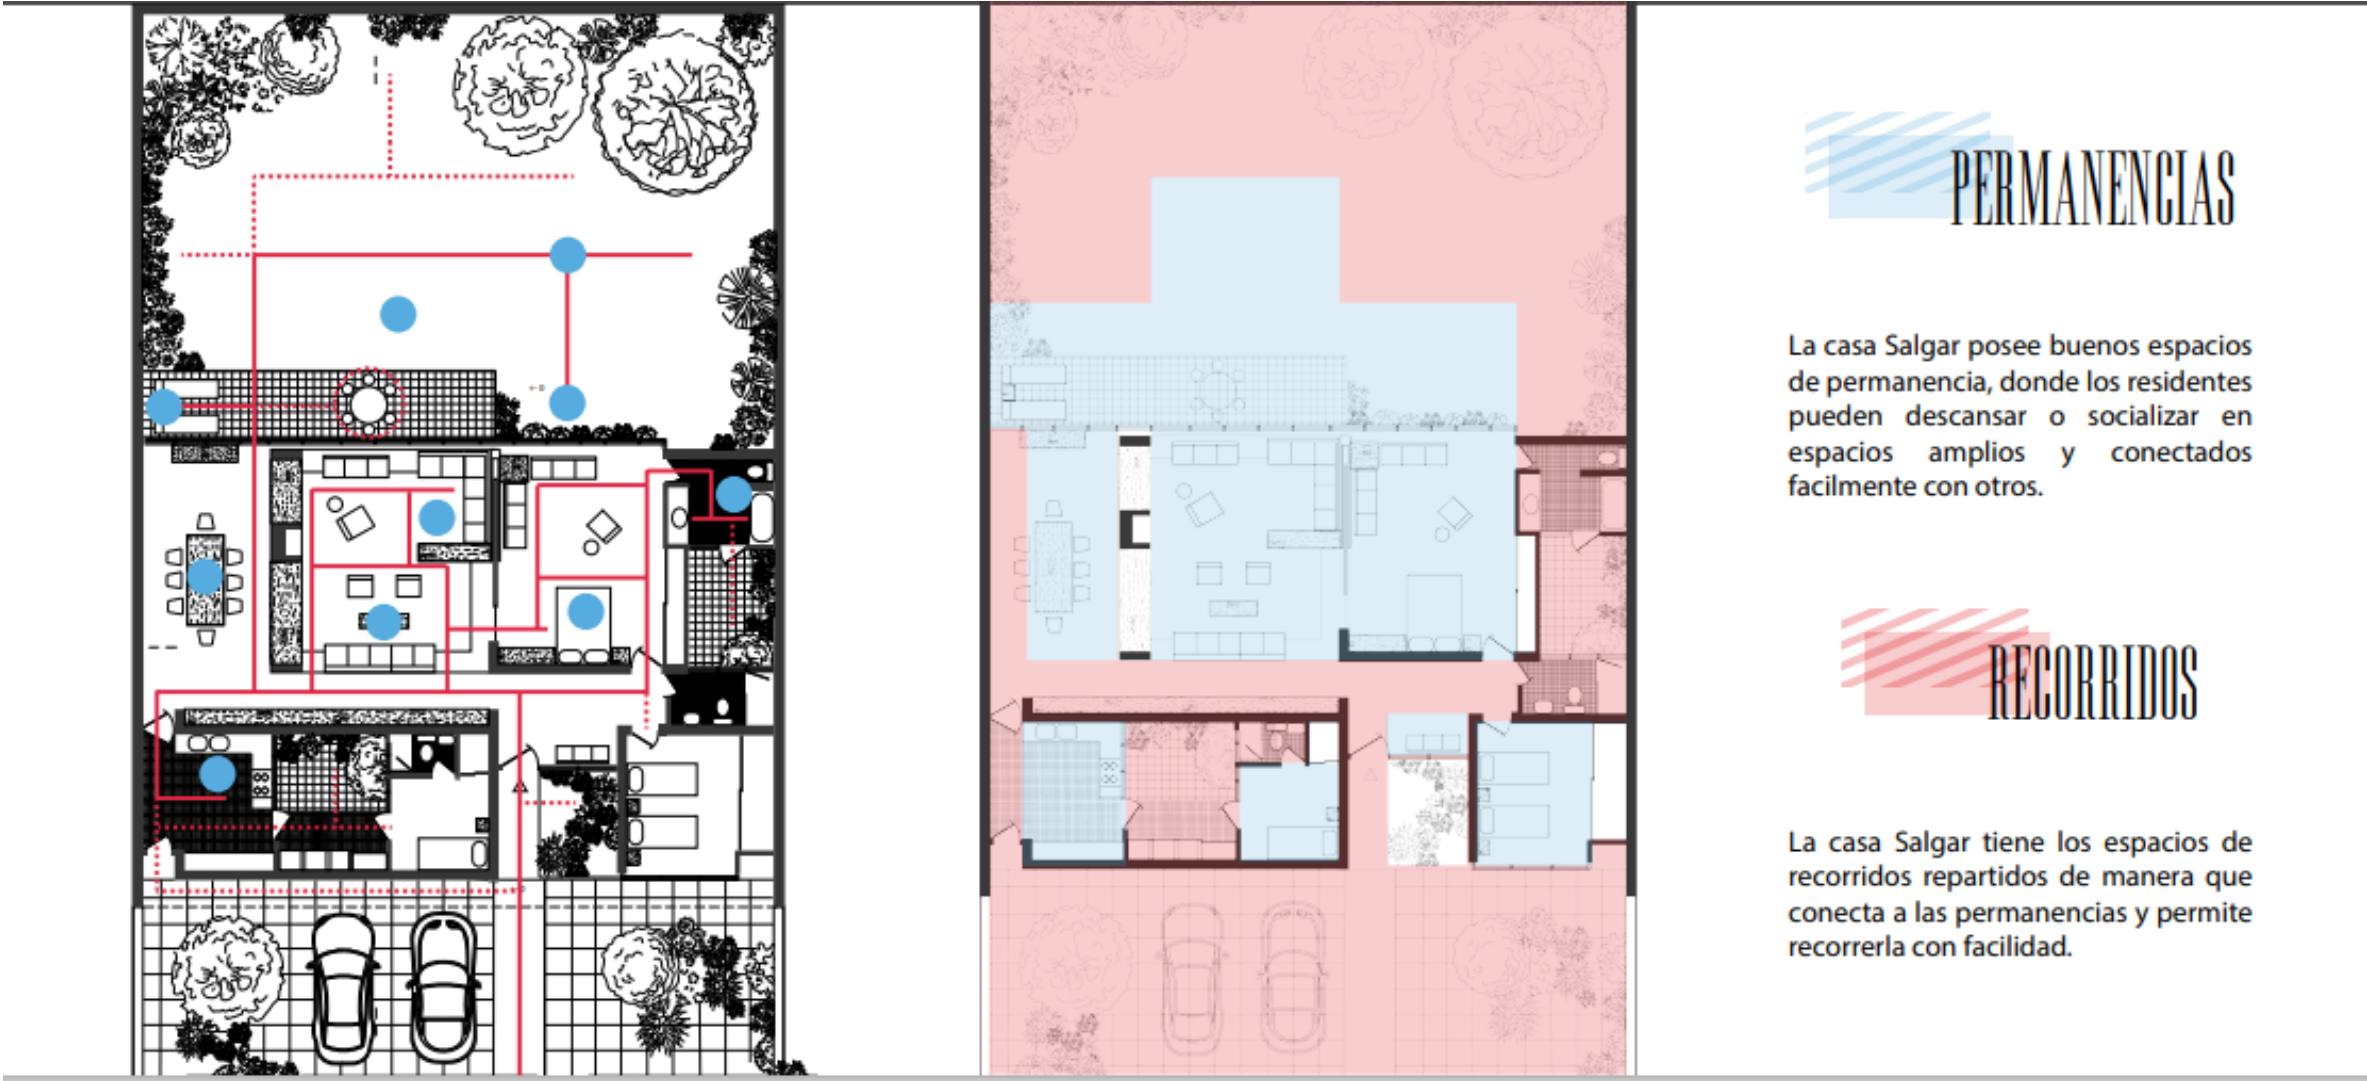 PERMANENCIAS
La casa Salgar posee buenos espacios
de permanencia, donde los residentes
pueden descansar o socializar en
espacios amplios y conectados
facilmente con otros.
RECORRIDOS
La casa Salgar tiene los espacios de
recorridos repartidos de manera que
conecta a las permanencias y permite
recorrerla con facilidad.